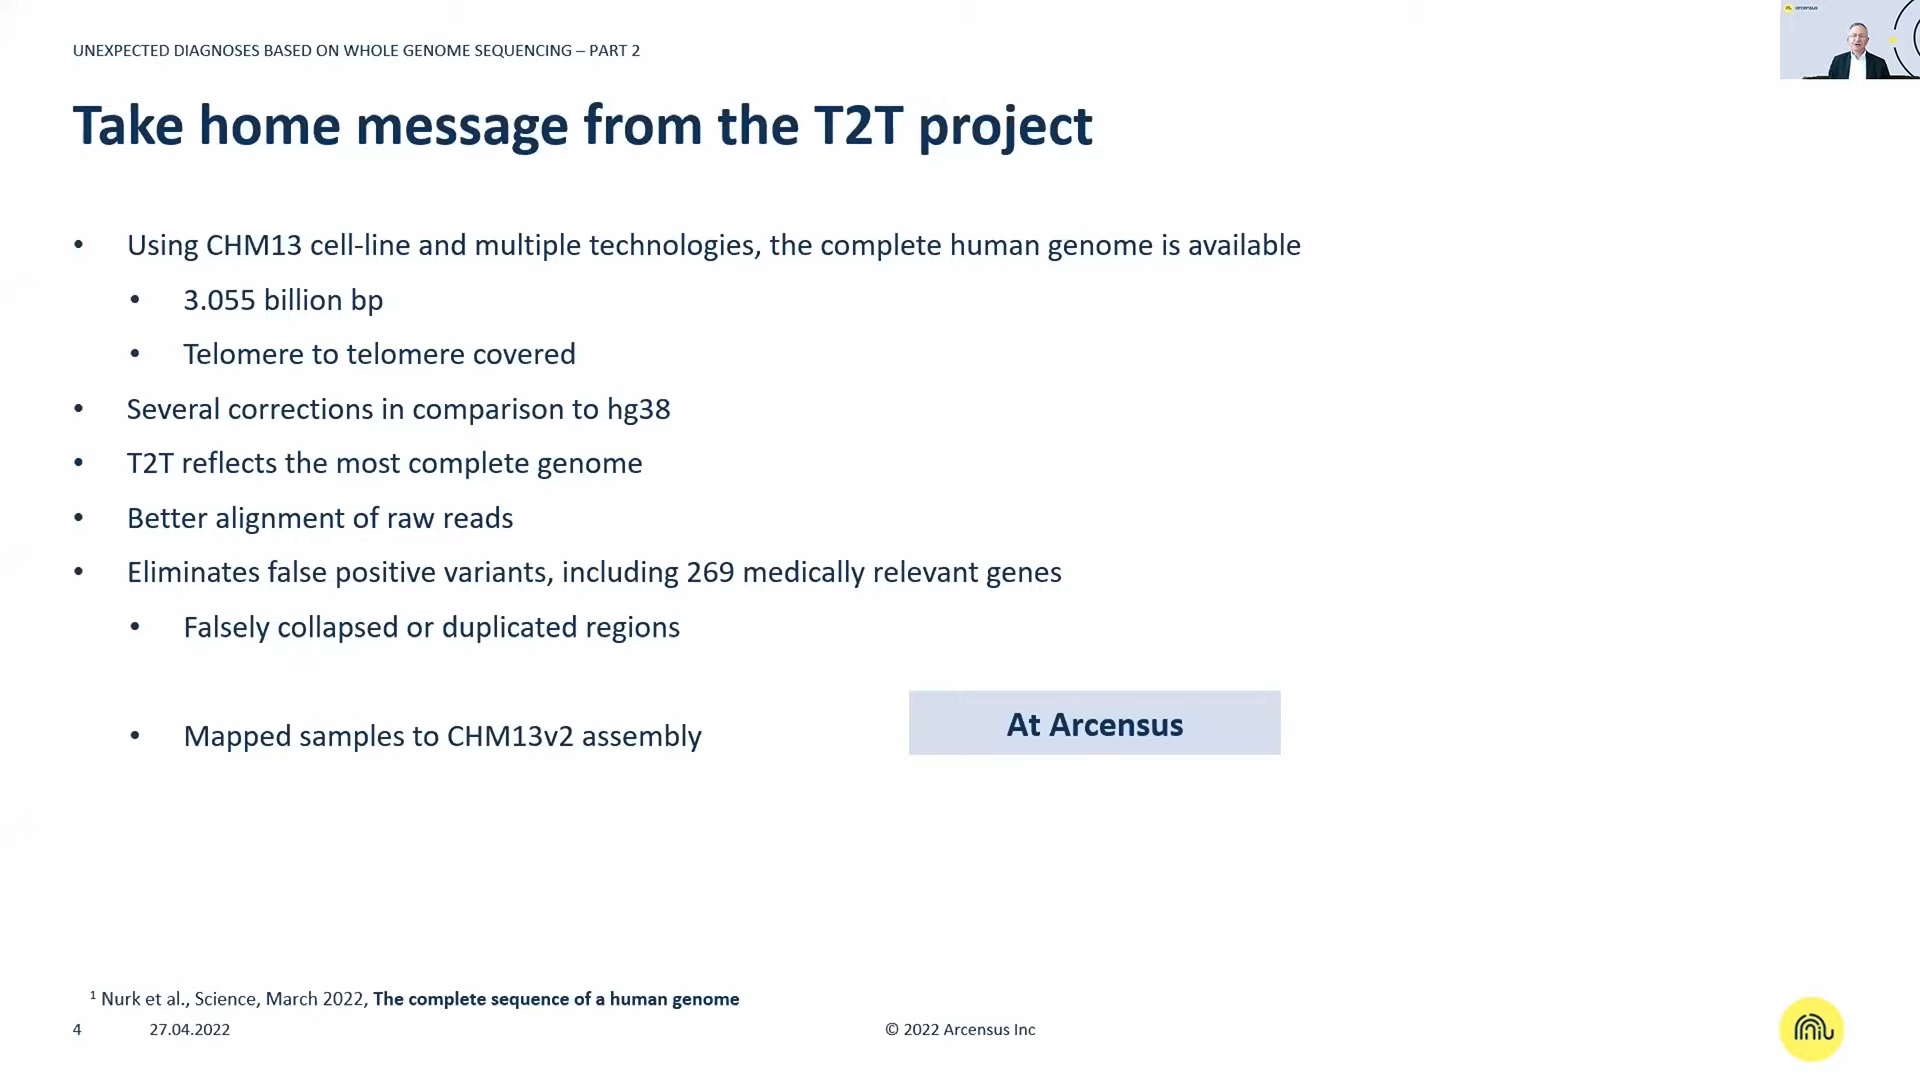 UNEXPECTED DIAGNOSES BASED ON WHOLE GENOME SEQUENCING – PART 2
arcensus
Take home message from the T2T project
• Using CHM13 cell-line and multiple technologies, the complete human genome is available
• 3.055 billion bp
• Telomere to telomere covered
• Several corrections in comparison to hg38
• T2T reflects the most complete genome
• Better alignment of raw reads
• Eliminates false positive variants, including 269 medically relevant genes
• Falsely collapsed or duplicated regions
• Mapped samples to CHM13v2 assembly
At Arcensus
¹ Nurk et al., Science, March 2022, The complete sequence of a human genome
4 27.04.2022 © 2022 Arcensus Inc